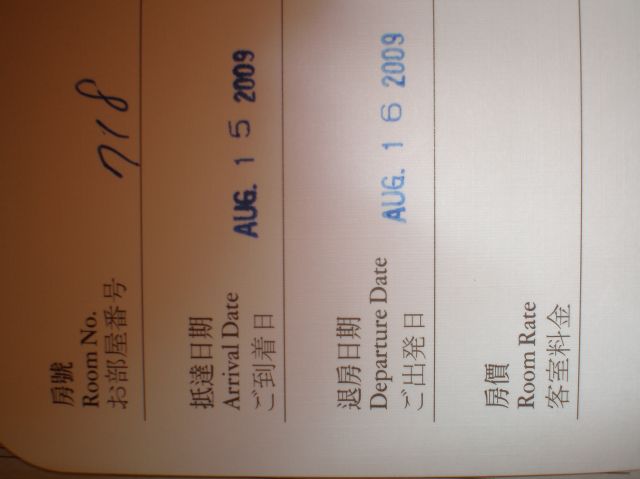 房號
Room No. 718
お部屋番号
抵達日期
Arrival Date AUG. 15 2009
ご到着日
退房日期
Departure Date AUG. 16 2009
ご出発日
房價
Room Rate
客室料金